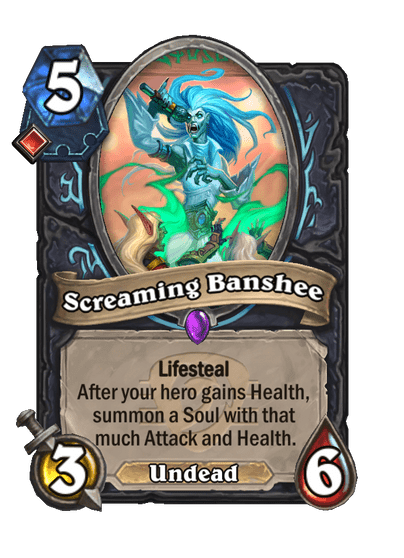 5
Screaming Banshee
Lifesteal
After your hero gains Health,
summon a Soul with that
much Attack and Health.
3
Undead
6